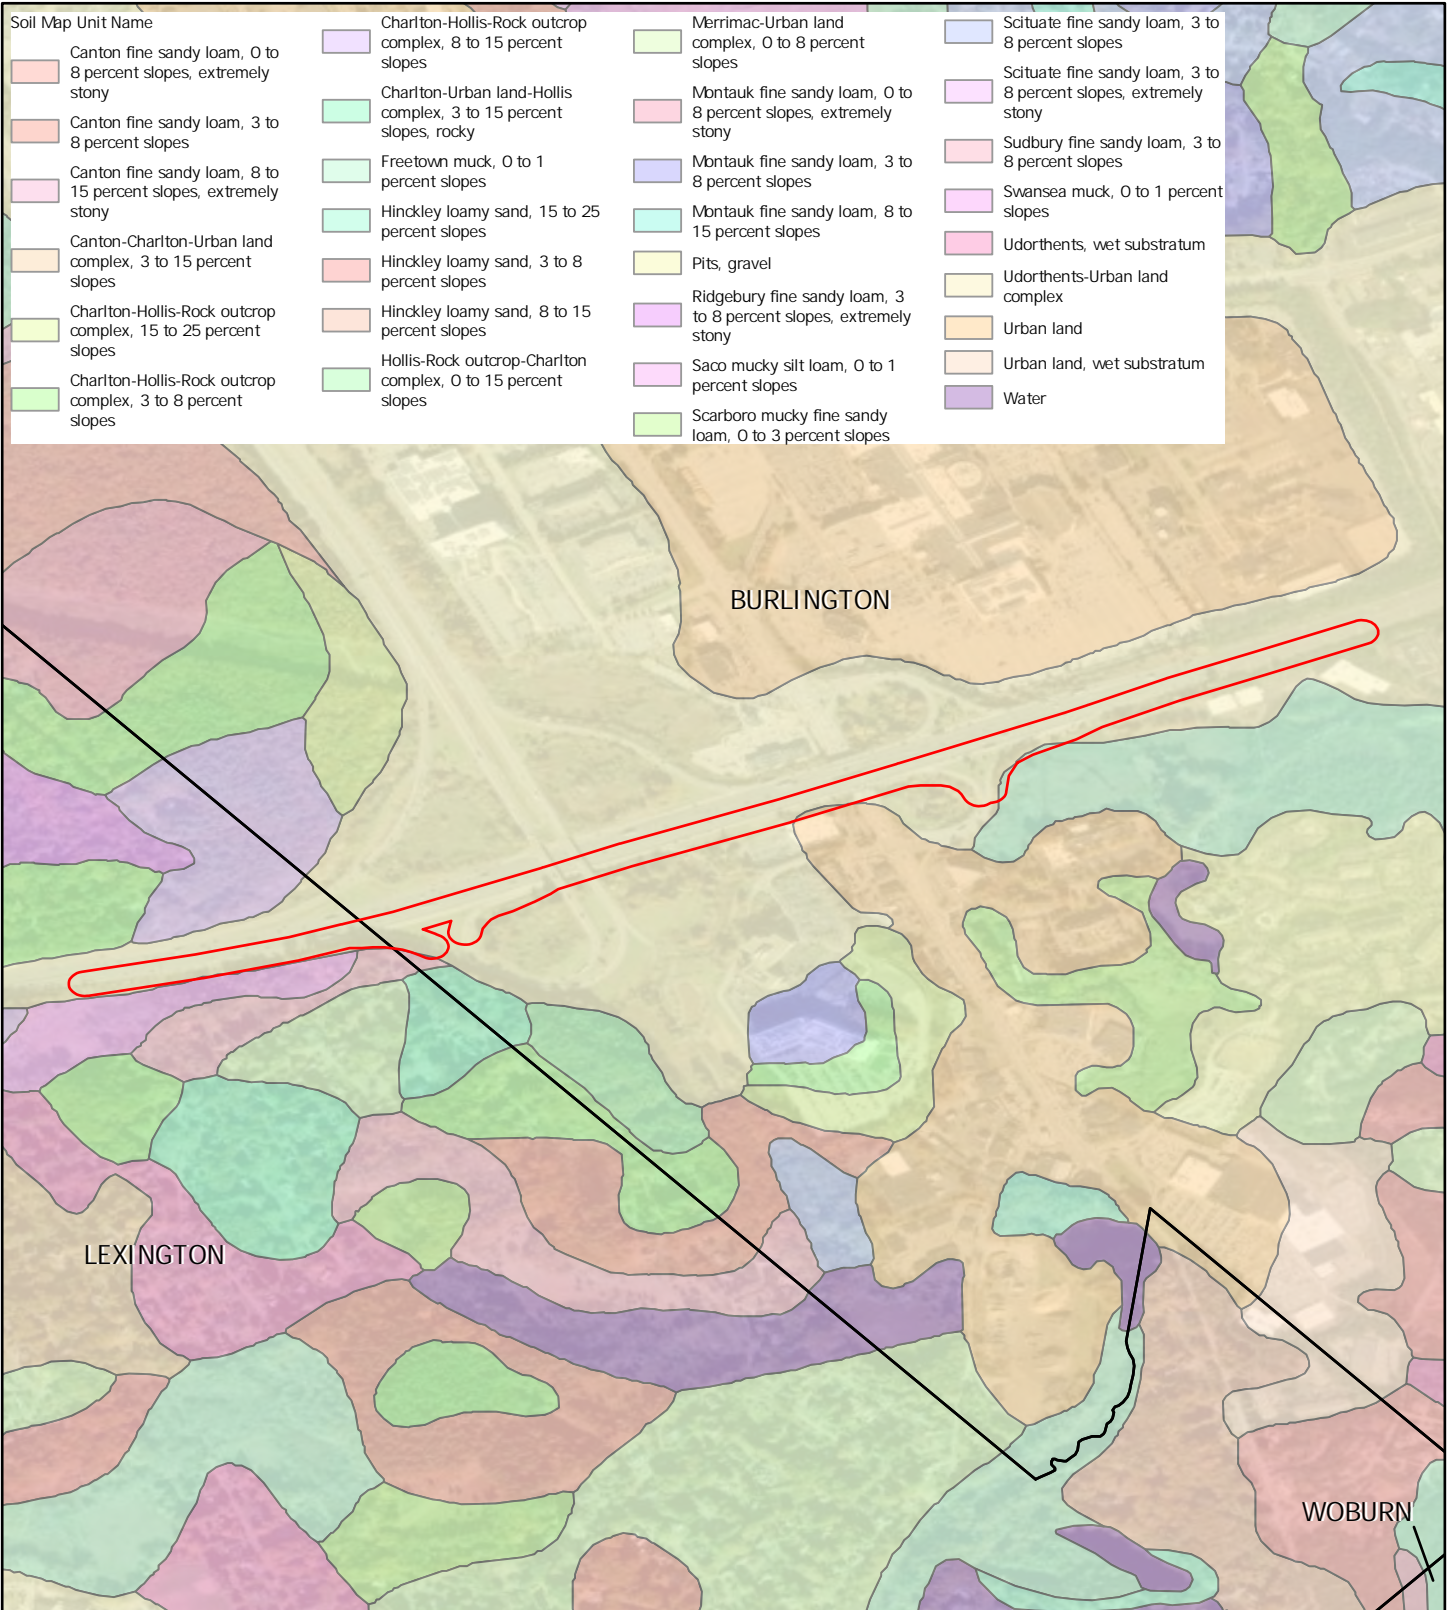 Soil Map Unit Name
Canton fine sandy loam, 0 to
8 percent slopes, extremely
stony
Canton fine sandy loam, 3 to
8 percent slopes
Canton fine sandy loam, 8 to
15 percent slopes, extremely
stony
Canton-Charlton-Urban land
complex, 3 to 15 percent
slopes
Charlton-Hollis-Rock outcrop
complex, 15 to 25 percent
slopes
Charlton-Hollis-Rock outcrop
complex, 3 to 8 percent
slopes
Charlton-Hollis-Rock outcrop
complex, 8 to 15 percent
slopes
Charlton-Urban land-Hollis
complex, 3 to 15 percent
slopes, rocky
Freetown muck, 0 to 1
percent slopes
Hinckley loamy sand, 15 to 25
percent slopes
Hinckley loamy sand, 3 to 8
percent slopes
Hinckley loamy sand, 8 to 15
percent slopes
Hollis-Rock outcrop-Charlton
complex, 0 to 15 percent
slopes
Merrimac-Urban land
complex, 0 to 8 percent
slopes
Montauk fine sandy loam, 0 to
8 percent slopes, extremely
stony
Montauk fine sandy loam, 3 to
8 percent slopes
Montauk fine sandy loam, 8 to
15 percent slopes
Pits, gravel
Ridgebury fine sandy loam, 3
to 8 percent slopes, extremely
stony
Saco mucky silt loam, 0 to 1
percent slopes
Scarboro mucky fine sandy
loam, 0 to 3 percent slopes
Scituate fine sandy loam, 3 to
8 percent slopes
Scituate fine sandy loam, 3 to
8 percent slopes, extremely
stony
Sudbury fine sandy loam, 3 to
8 percent slopes
Swansea muck, 0 to 1 percent
slopes
Udorthents, wet substratum
Udorthents-Urban land
complex
Urban land
Urban land, wet substratum
Water
BURLINGTON
LEXINGTON
WOBURN